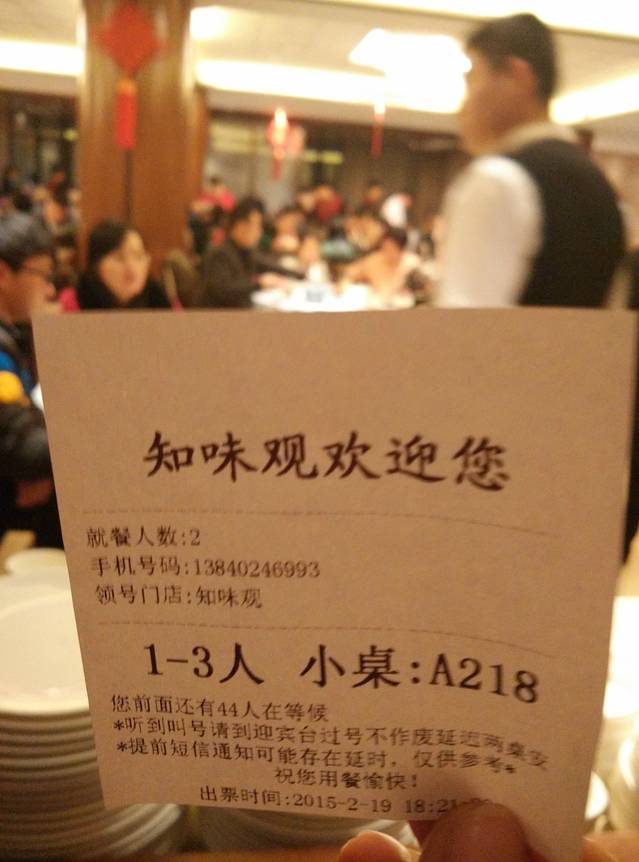 知味观欢迎您
就餐人数:2
手机号码:13840246993
领号门店:知味观
1-3人 小桌:A218
您前面还有44人在等候
*听到叫号请到迎宾台过号不作废延迟两桌安
*提前短信通知可能存在延时，仅供参考*
祝您用餐愉快!
出票时间:2015-2-19 18:21